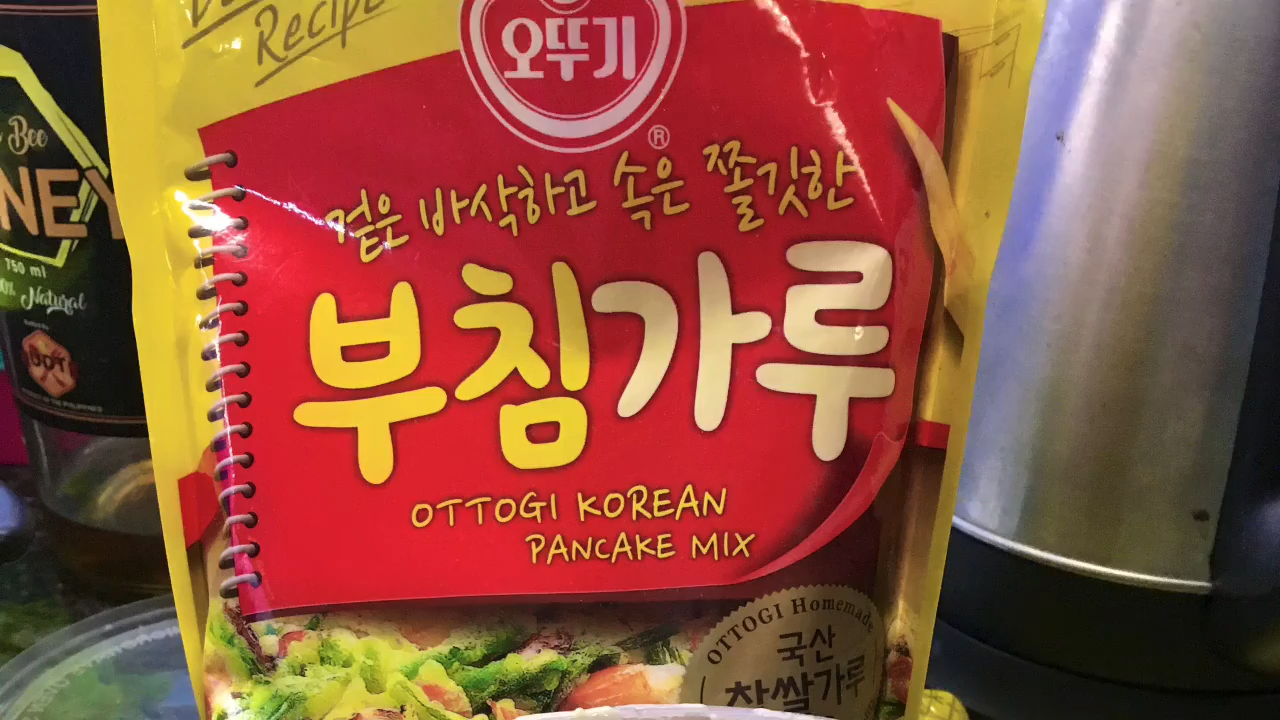 Recipe
오뚜기
®
겉은 바삭하고 속은 쫄깃한
부침가루
OTTOGI KOREAN
PANCAKE MIX
OTTOGI Homemade
국산
찹쌀가루
Bee
NEY
750 ml
Natural